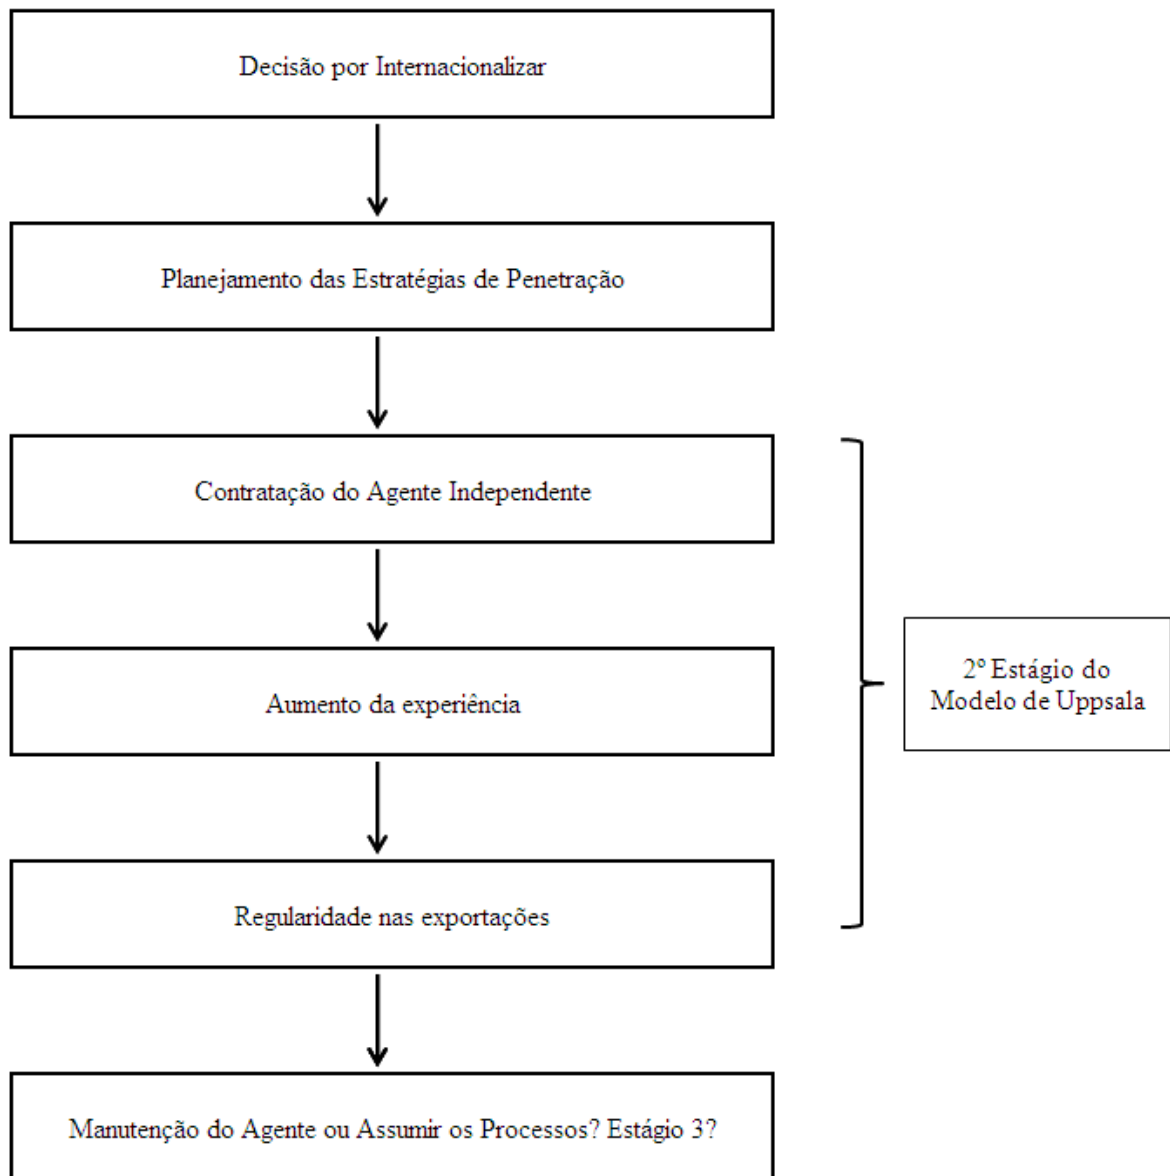 Decisão por Internacionalizar
Planejamento das Estratégias de Penetração
Contratação do Agente Independente
Aumento da experiência
2º Estágio do
Modelo de Uppsala
Regularidade nas exportações
Manutenção do Agente ou Assumir os Processos? Estágio 3?